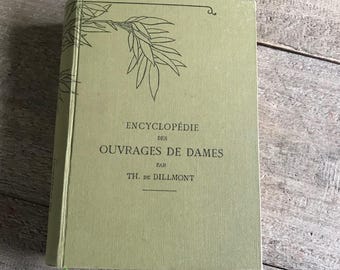 ENCYCLOPÉDIE
DES
OUVRAGES DE DAMES
PAR
TH. DE DILLMONT